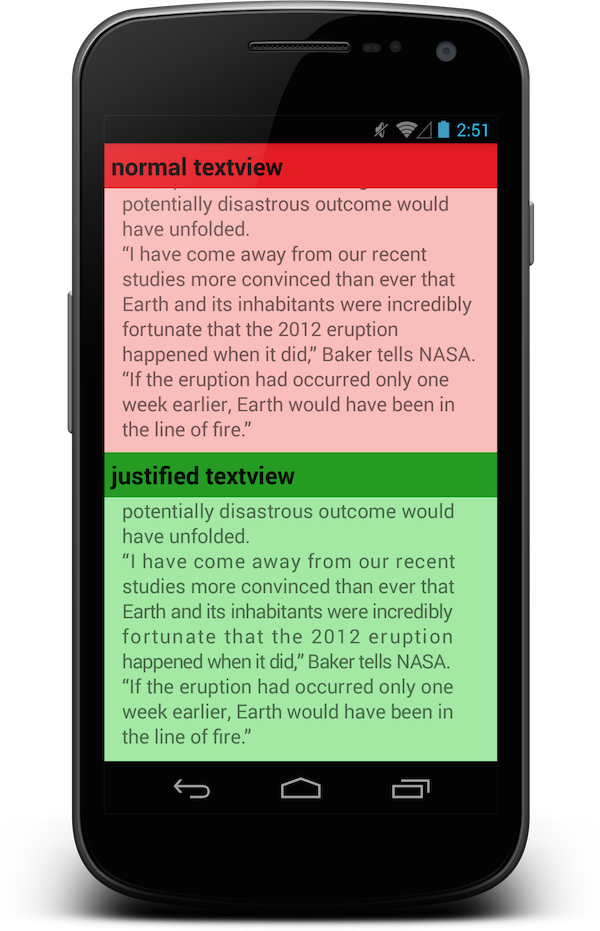 2:51
normal textview
potentially disastrous outcome would
have unfolded.
“I have come away from our recent
studies more convinced than ever that
Earth and its inhabitants were incredibly
fortunate that the 2012 eruption
happened when it did,” Baker tells NASA.
“If the eruption had occurred only one
week earlier, Earth would have been in
the line of fire.”
justified textview
potentially disastrous outcome would
have unfolded.
“I have come away from our recent
studies more convinced than ever that
Earth and its inhabitants were incredibly
fortunate that the 2012 eruption
happened when it did,” Baker tells NASA.
“If the eruption had occurred only one
week earlier, Earth would have been in
the line of fire.”